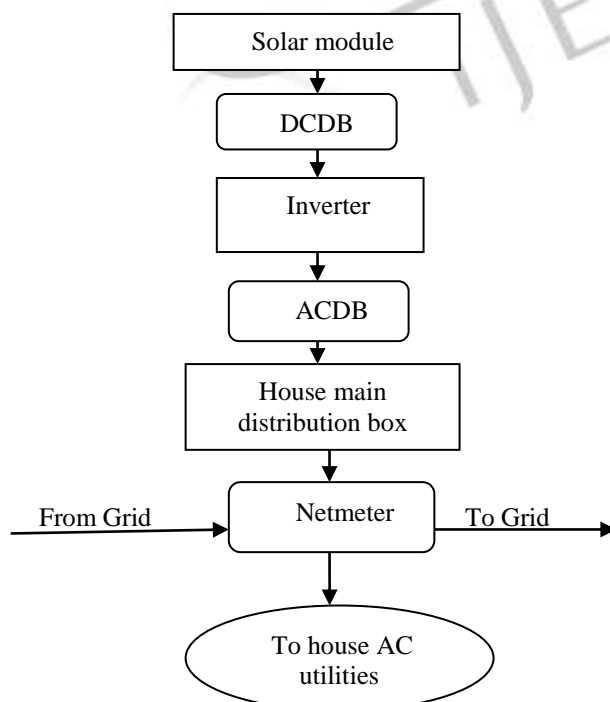 Solar module
DCDB
Inverter
ACDB
House main
distribution box
From Grid
Netmeter
To Grid
To house AC
utilities